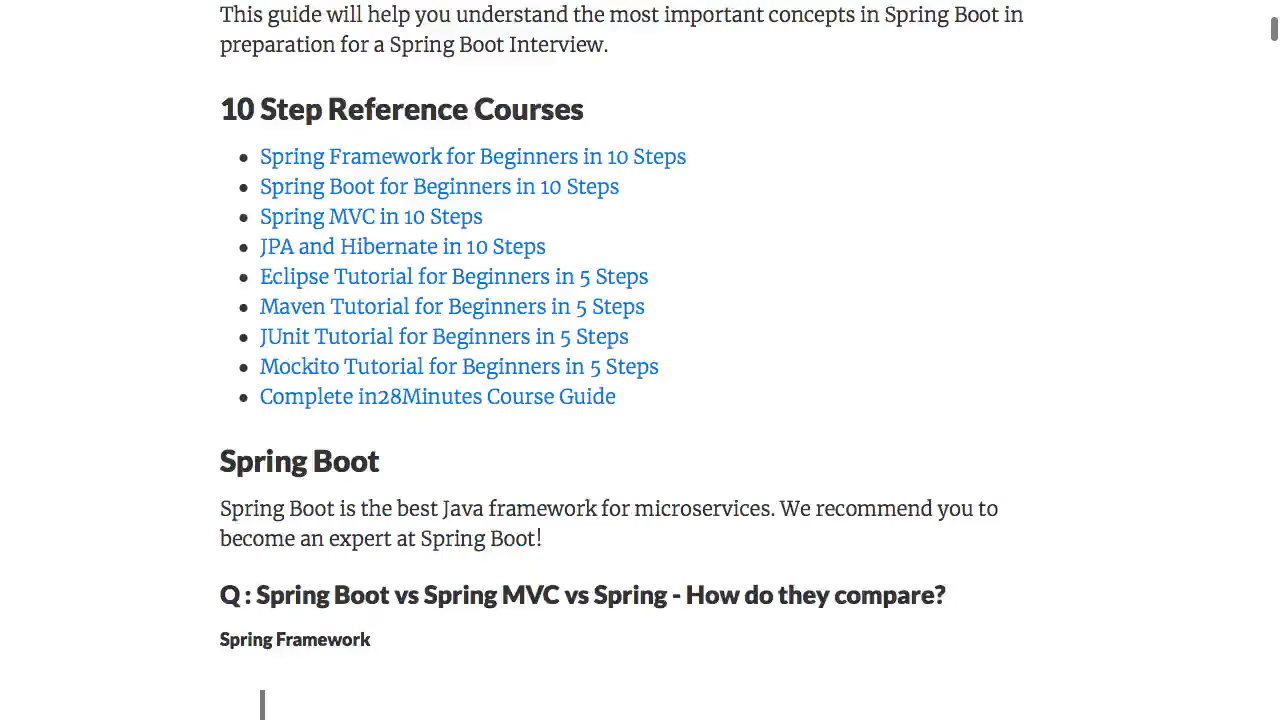 This guide will help you understand the most important concepts in Spring Boot in
preparation for a Spring Boot Interview.
10 Step Reference Courses
Spring Framework for Beginners in 10 Steps
Spring Boot for Beginners in 10 Steps
Spring MVC in 10 Steps
JPA and Hibernate in 10 Steps
Eclipse Tutorial for Beginners in 5 Steps
Maven Tutorial for Beginners in 5 Steps
JUnit Tutorial for Beginners in 5 Steps
Mockito Tutorial for Beginners in 5 Steps
Complete in28Minutes Course Guide
Spring Boot
Spring Boot is the best Java framework for microservices. We recommend you to
become an expert at Spring Boot!
Q : Spring Boot vs Spring MVC vs Spring - How do they compare?
Spring Framework